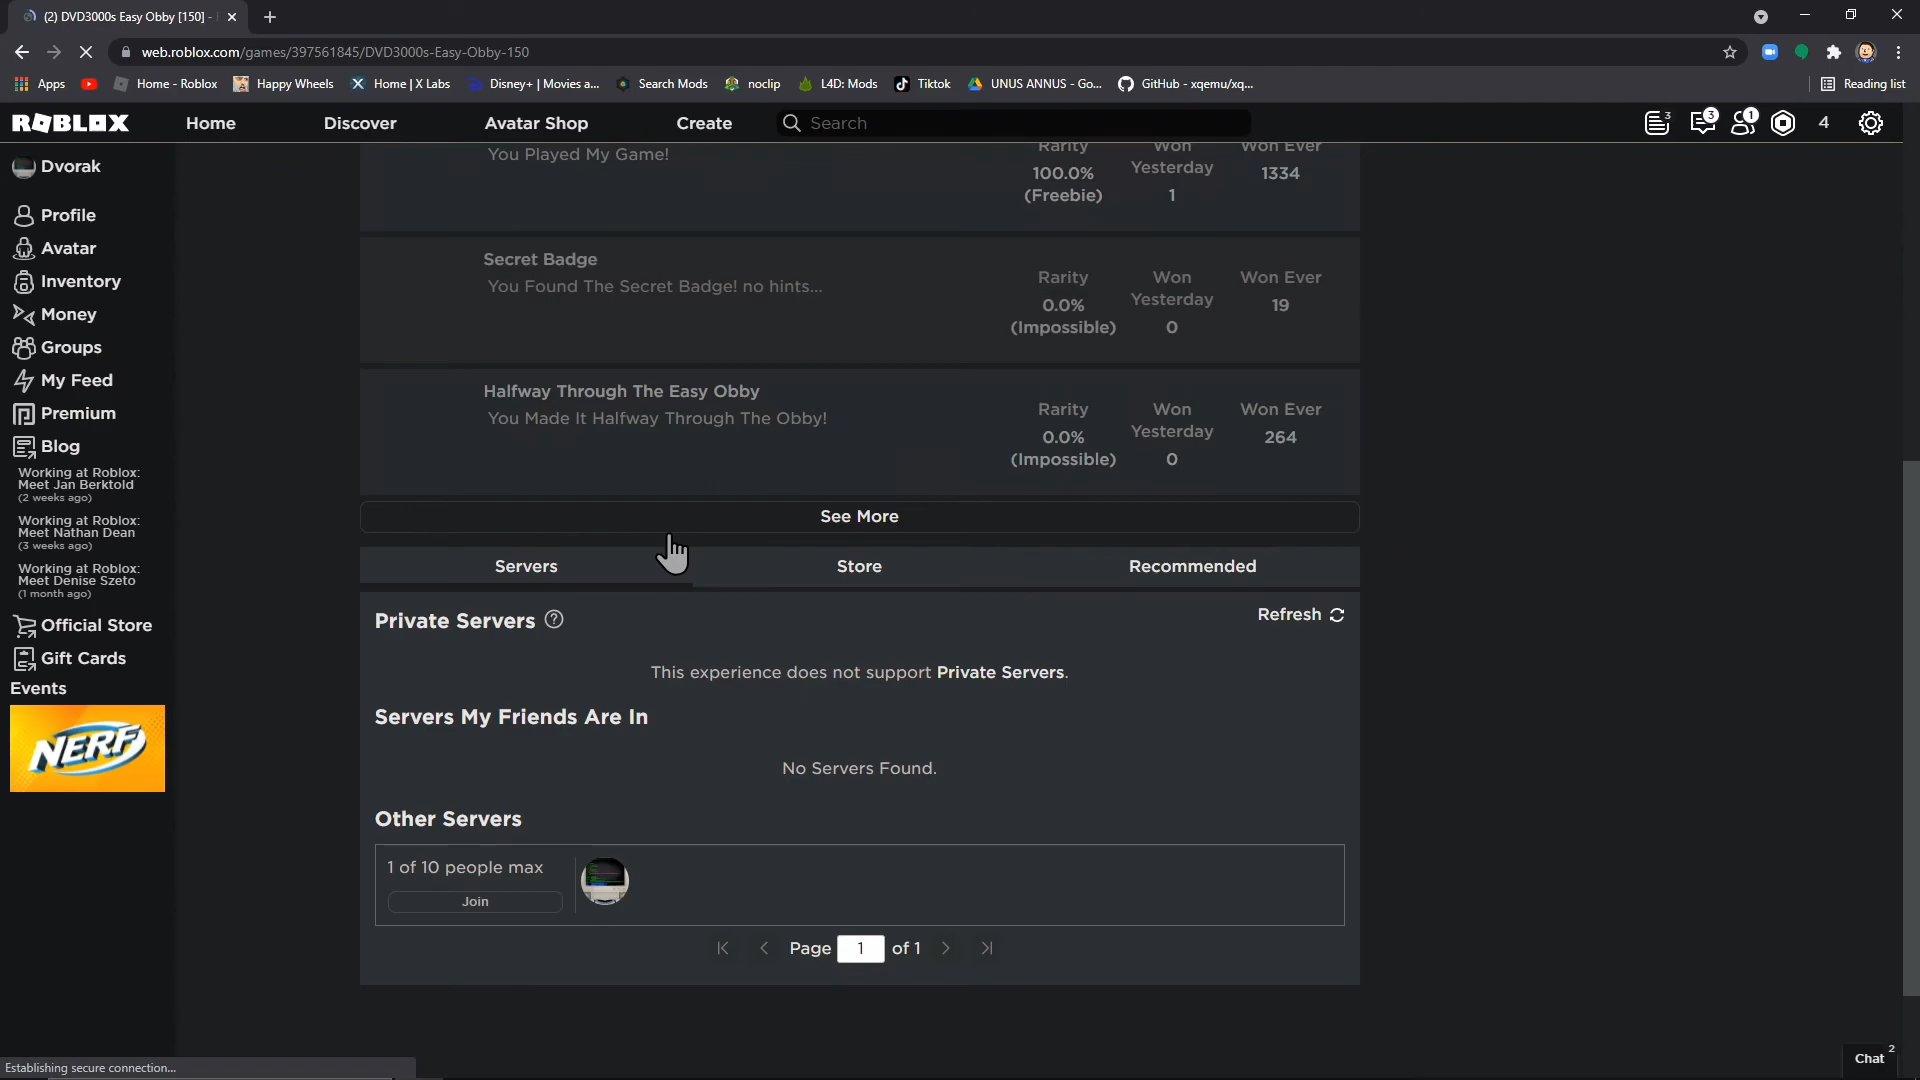 (2) DVD3000s Easy Obby [150] -
web.roblox.com/games/397561845/DVD3000s-Easy-Obby-150
Apps Home - Roblox Happy Wheels Home | X Labs Disney+ | Movies a... Search Mods noclip L4D: Mods Tiktok UNUS ANNUS - Go... GitHub - xqemu/xq... Reading list
ROBLOX Home Discover Avatar Shop Create Search 3 3 1 4
Dvorak
Profile
Avatar
Inventory
Money
Groups
My Feed
Premium
Blog
Working at Roblox:
Meet Jan Berktold
(2 weeks ago)
Working at Roblox:
Meet Nathan Dean
(3 weeks ago)
Working at Roblox:
Meet Denise Szeto
(1 month ago)
Official Store
Gift Cards
Events
NERF
You Played My Game!
Rarity
100.0%
(Freebie)
Won
Yesterday
1
Won Ever
1334
Secret Badge
You Found The Secret Badge! no hints...
Rarity
0.0%
(Impossible)
Won
Yesterday
0
Won Ever
19
Halfway Through The Easy Obby
You Made It Halfway Through The Obby!
Rarity
0.0%
(Impossible)
Won
Yesterday
0
Won Ever
264
See More
Servers Store Recommended
Private Servers ? Refresh
This experience does not support Private Servers.
Servers My Friends Are In
No Servers Found.
Other Servers
1 of 10 people max
Join
Page 1 of 1
Chat 2
Establishing secure connection...